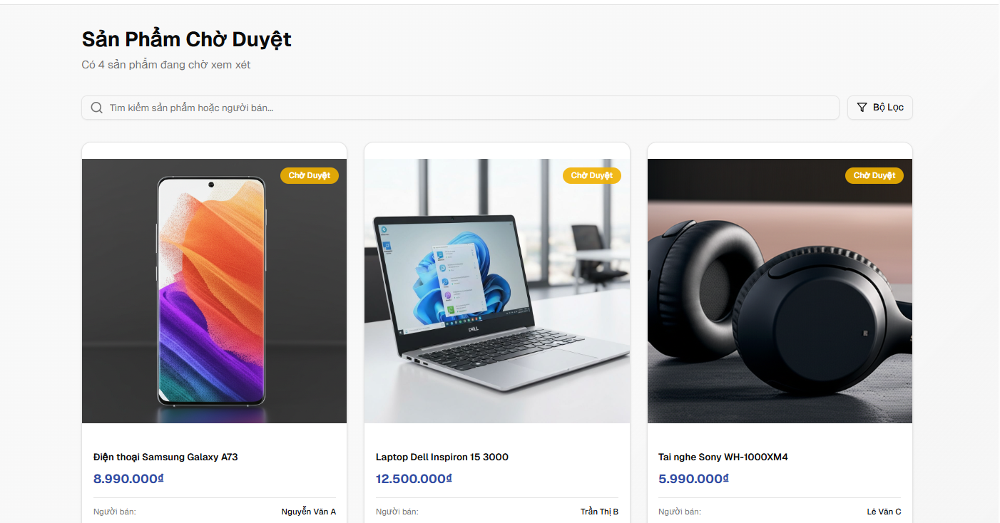 Sản Phẩm Chờ Duyệt
Có 4 sản phẩm đang chờ xem xét
Tìm kiếm sản phẩm hoặc người bán...
Bộ Lọc
Chờ Duyệt
Chờ Duyệt
Chờ Duyệt
DELL
Điện thoại Samsung Galaxy A73
8.990.000₫
Người bán:
Nguyễn Văn A
Laptop Dell Inspiron 15 3000
12.500.000₫
Người bán:
Trần Thị B
Tai nghe Sony WH-1000XM4
5.990.000₫
Người bán:
Lê Văn C